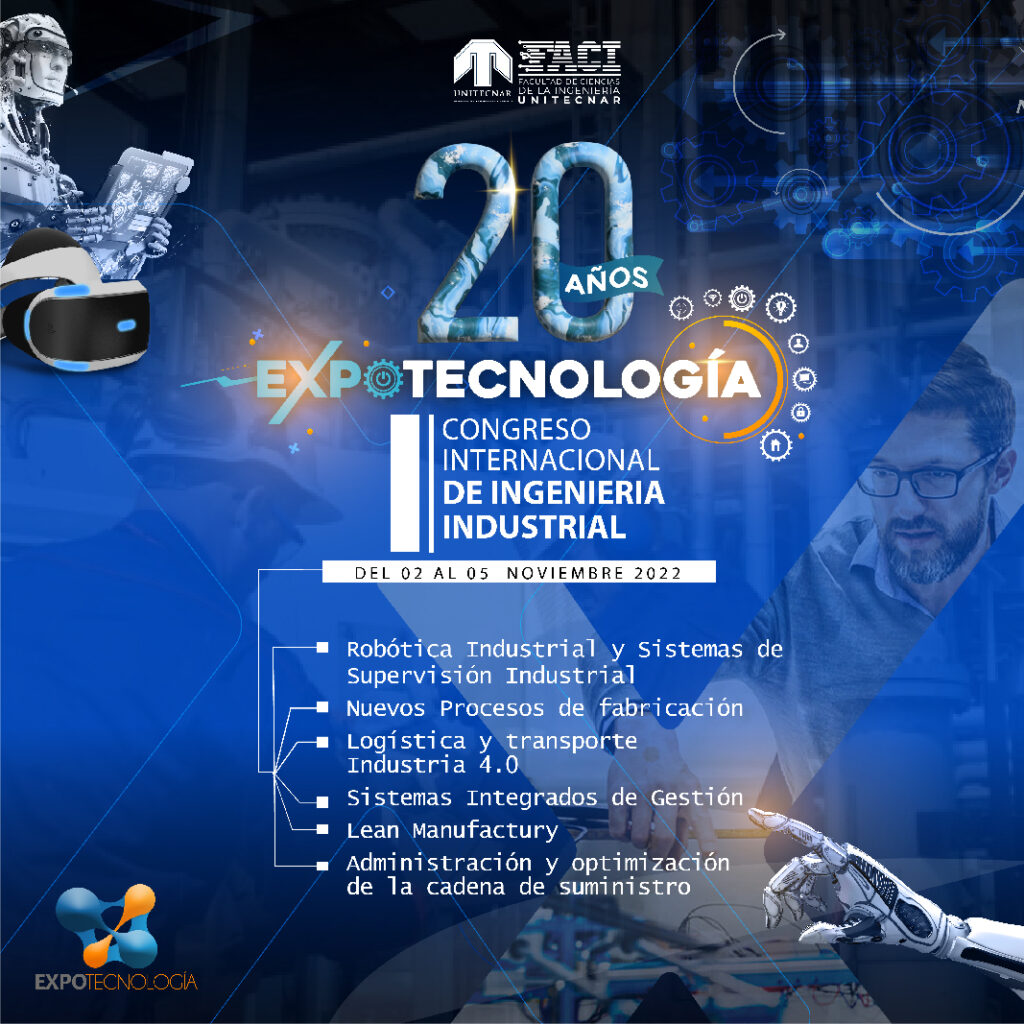 UNITECNAR
FACI
FACULTAD DE CIENCIAS
DE LA INGENIERÍA
UNITECNAR
20
AÑOS
EXPOTECNOLOGÍA
I
CONGRESO
INTERNACIONAL
DE INGENIERIA
INDUSTRIAL
DEL 02 AL 05 NOVIEMBRE 2022
Robótica Industrial y Sistemas de
Supervisión Industrial
Nuevos Procesos de fabricación
Logística y transporte
Industria 4.0
Sistemas Integrados de Gestión
Lean Manufactury
Administración y optimización
de la cadena de suministro
EXPOTECNOLOGÍA